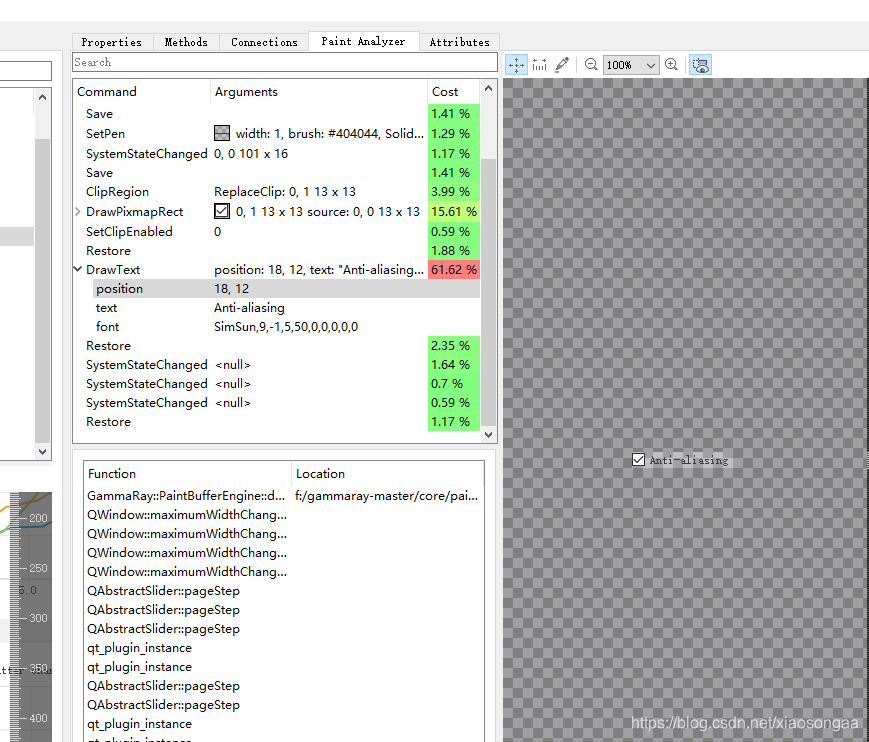 Properties Methods Connections Paint Analyzer Attributes
Search
100%
Command Arguments Cost
Save 1.41 %
SetPen width: 1, brush: #404044, Solid... 1.29 %
SystemStateChanged 0, 0 101 x 16 1.17 %
Save 1.41 %
ClipRegion ReplaceClip: 0, 1 13 x 13 3.99 %
DrawPixmapRect 0, 1 13 x 13 source: 0, 0 13 x 13 15.61 %
SetClipEnabled 0 0.59 %
Restore 1.88 %
DrawText position: 18, 12, text: "Anti-aliasing... 61.62 %
position 18, 12
text Anti-aliasing
font SimSun,9,-1,5,50,0,0,0,0,0
Restore 2.35 %
SystemStateChanged <null> 1.64 %
SystemStateChanged <null> 0.7 %
SystemStateChanged <null> 0.59 %
Restore 1.17 %
Anti-aliasing
Function Location
GammaRay::PaintBufferEngine::d... f:/gammaray-master/core/pai...
QWindow::maximumWidthChang...
QWindow::maximumWidthChang...
QWindow::maximumWidthChang...
QWindow::maximumWidthChang...
QAbstractSlider::pageStep
QAbstractSlider::pageStep
QAbstractSlider::pageStep
qt_plugin_instance
qt_plugin_instance
QAbstractSlider::pageStep
QAbstractSlider::pageStep
qt_plugin_instance
200
250
300
350
400
https://blog.csdn.net/xiaosongaa